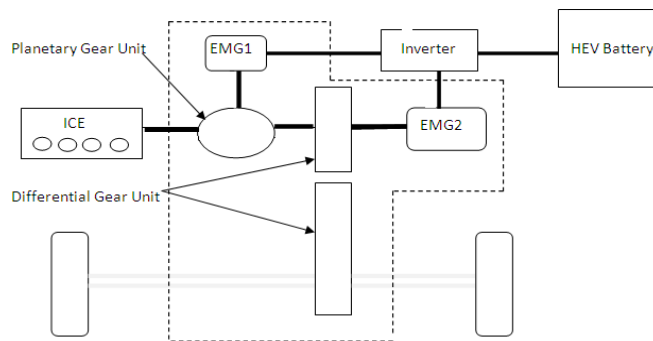 Planetary Gear Unit
EMG1
Inverter
HEV Battery
ICE
EMG2
Differential Gear Unit